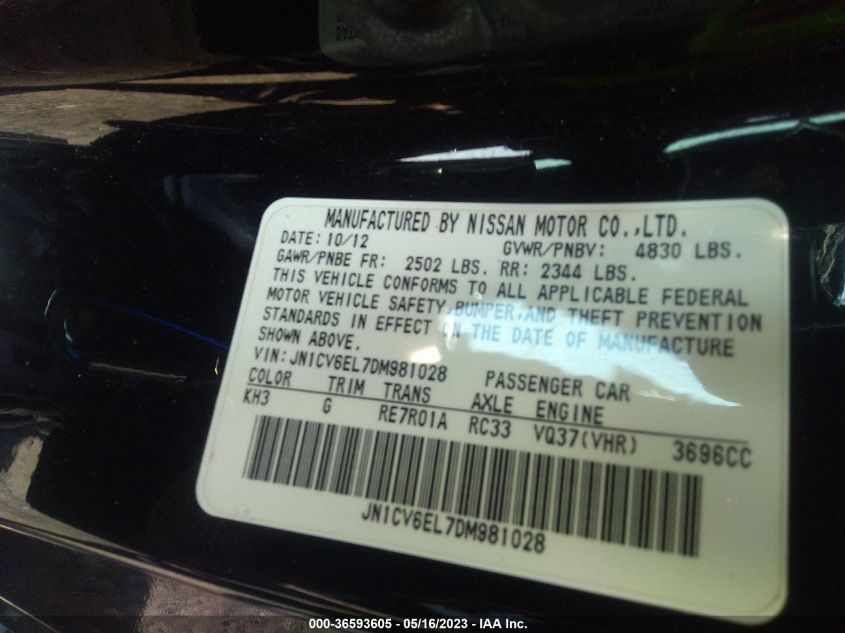 MANUFACTURED BY NISSAN MOTOR CO.,LTD.
DATE: 10/12 GVWR/PNBV: 4830 LBS.
GAWR/PNBE FR: 2502 LBS. RR: 2344 LBS.
THIS VEHICLE CONFORMS TO ALL APPLICABLE FEDERAL
MOTOR VEHICLE SAFETY,BUMPER,AND THEFT PREVENTION
STANDARDS IN EFFECT ON THE DATE OF MANUFACTURE
SHOWN ABOVE.
VIN: JN1CV6EL7DM981028 PASSENGER CAR
COLOR TRIM TRANS AXLE ENGINE
KH3 G RE7R01A RC33 VQ37(VHR) 3696CC
JN1CV6EL7DM981028
000-36593605 - 05/16/2023 - IAA Inc.